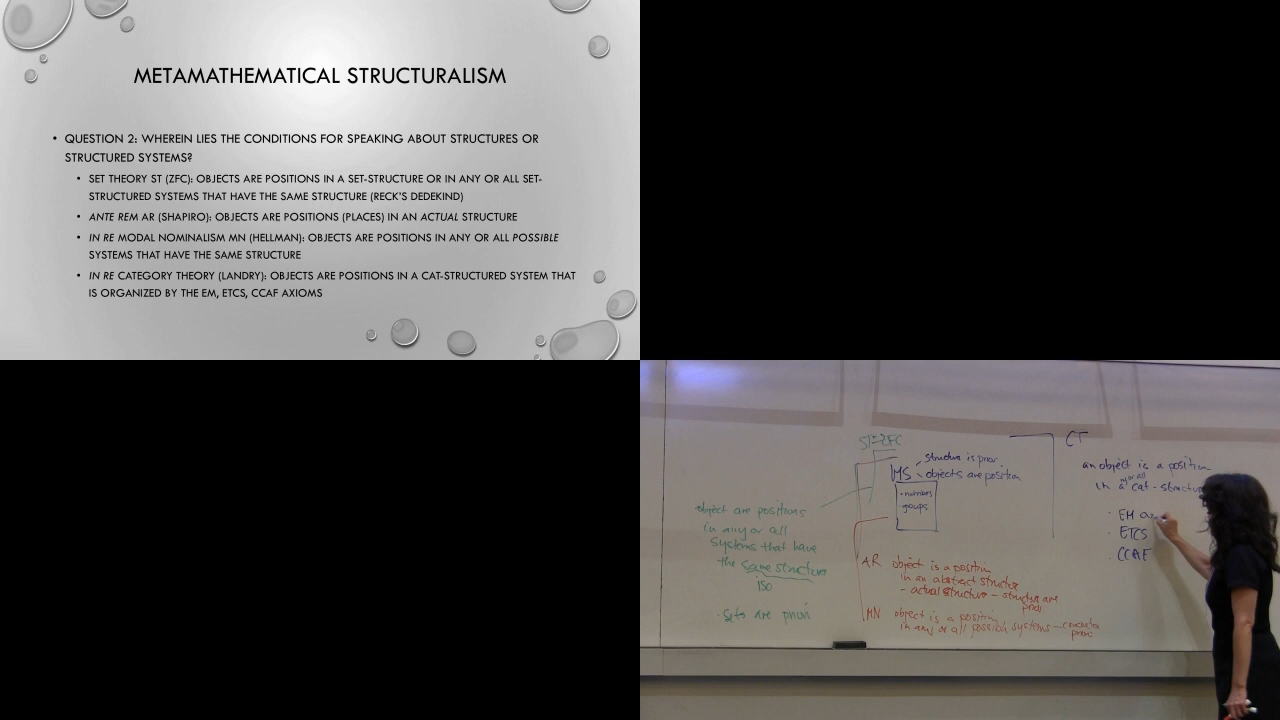 METAMATHEMATICAL STRUCTURALISM
• QUESTION 2: WHEREIN LIES THE CONDITIONS FOR SPEAKING ABOUT STRUCTURES OR
STRUCTURED SYSTEMS?
• SET THEORY ST (ZFC): OBJECTS ARE POSITIONS IN A SET-STRUCTURE OR IN ANY OR ALL SET-
STRUCTURED SYSTEMS THAT HAVE THE SAME STRUCTURE (RECK'S DEDEKIND)
• ANTE REM AR (SHAPIRO): OBJECTS ARE POSITIONS (PLACES) IN AN ACTUAL STRUCTURE
• IN RE MODAL NOMINALISM MN (HELLMAN): OBJECTS ARE POSITIONS IN ANY OR ALL POSSIBLE
SYSTEMS THAT HAVE THE SAME STRUCTURE
• IN RE CATEGORY THEORY (LANDRY): OBJECTS ARE POSITIONS IN A CAT-STRUCTURED SYSTEM THAT
IS ORGANIZED BY THE EM, ETCS, CCAF AXIOMS
object are positions
in any or all
systems that have
the same structure
iso
· Sets are prior
ST=ZFC
MS
structure is prior
objects are position
· numbers
groups
AR object is a position
in an abstract structure
- actual structure - structure are
prior
MN object is a position
in any or all possible systems -
prior
CT
an object is a position
any or all
in a cat-structure
· EM
· ETCS
· CCAF